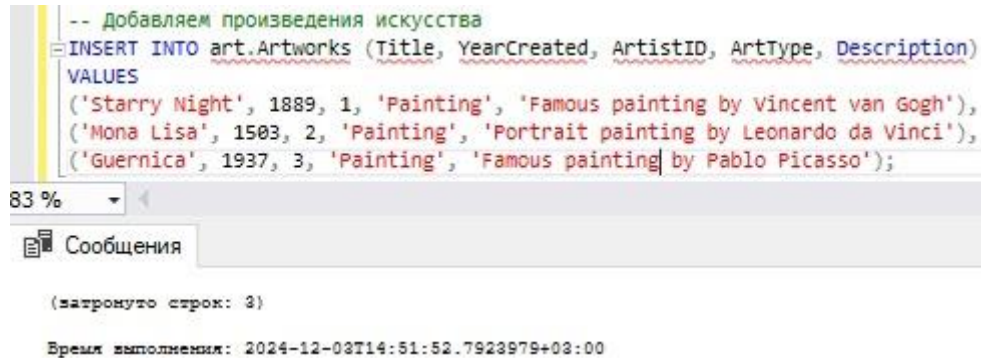 -- Добавляем произведения искусства
INSERT INTO art.Artworks (Title, YearCreated, ArtistID, ArtType, Description)
VALUES
('Starry Night', 1889, 1, 'Painting', 'Famous painting by Vincent van Gogh'),
('Mona Lisa', 1503, 2, 'Painting', 'Portrait painting by Leonardo da Vinci'),
('Guernica', 1937, 3, 'Painting', 'Famous painting by Pablo Picasso');
83 %
Сообщения
(затронуто строк: 3)
Время выполнения: 2024-12-03T14:51:52.7923979+03:00